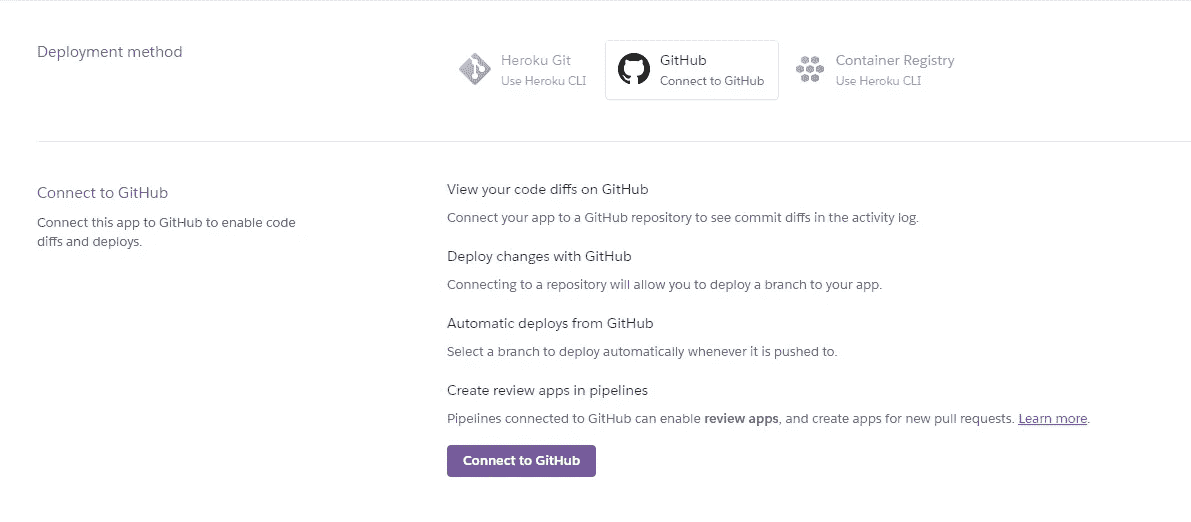 Deployment method
Heroku Git
Use Heroku CLI
GitHub
Connect to GitHub
Container Registry
Use Heroku CLI
Connect to GitHub
Connect this app to GitHub to enable code
diffs and deploys.
View your code diffs on GitHub
Connect your app to a GitHub repository to see commit diffs in the activity log.
Deploy changes with GitHub
Connecting to a repository will allow you to deploy a branch to your app.
Automatic deploys from GitHub
Select a branch to deploy automatically whenever it is pushed to.
Create review apps in pipelines
Pipelines connected to GitHub can enable review apps, and create apps for new pull requests. Learn more.
Connect to GitHub